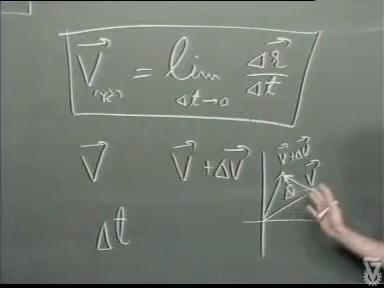 V⃗(t) = lim Δt→0 Δr⃗/Δt
V⃗ V⃗ + ΔV⃗
V⃗+ΔV⃗
V⃗
Δt